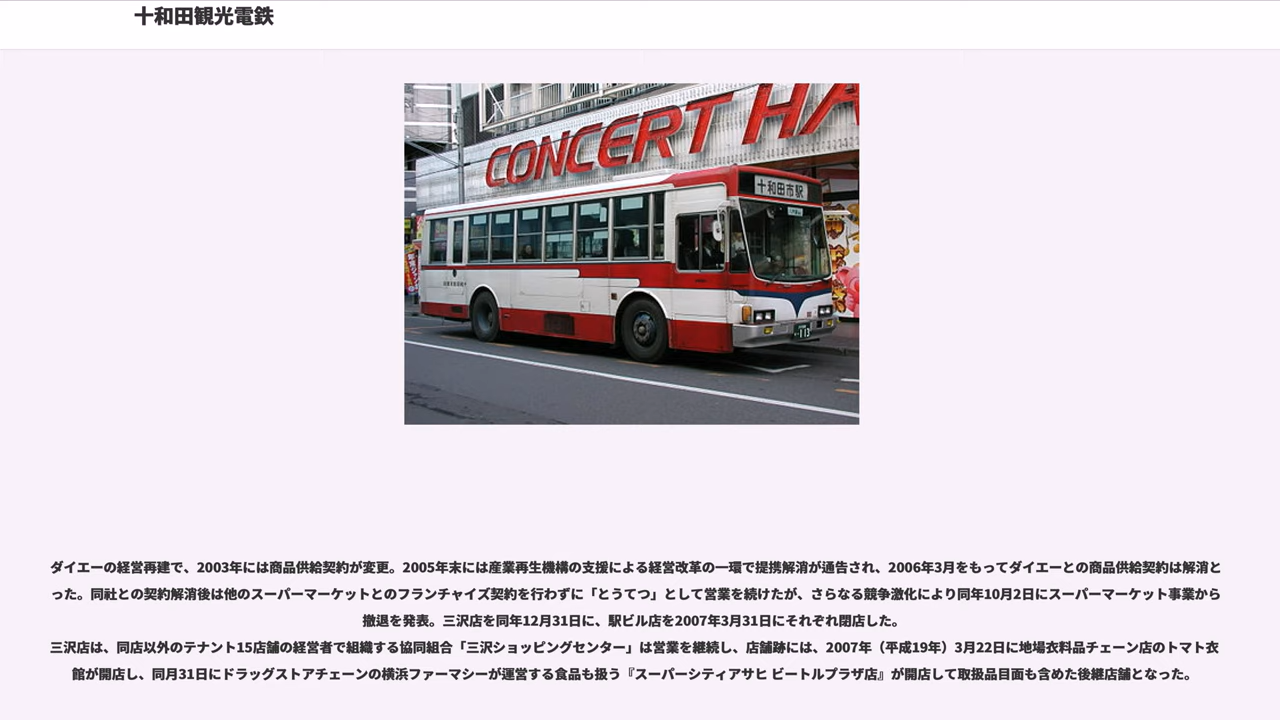 十和田観光電鉄
CONCERT HA
十和田市駅
ダイエーの経営再建で、2003年には商品供給契約が変更。2005年末には産業再生機構の支援による経営改革の一環で提携解消が通告され、2006年3月をもってダイエーとの商品供給契約は解消と
った。同社との契約解消後は他のスーパーマーケットとのフランチャイズ契約を行わずに「とうてつ」として営業を続けたが、さらなる競争激化により同年10月2日にスーパーマーケット事業から
撤退を発表。三沢店を同年12月31日に、駅ビル店を2007年3月31日にそれぞれ閉店した。
三沢店は、同店以外のテナント15店舗の経営者で組織する協同組合「三沢ショッピングセンター」は営業を継続し、店舗跡には、2007年（平成19年）3月22日に地場衣料品チェーン店のトマト衣
館が開店し、同月31日にドラッグストアチェーンの横浜ファーマシーが運営する食品も扱う『スーパーシティアサヒ ビートルプラザ店』が開店して取扱品目面も含めた後継店舗となった。